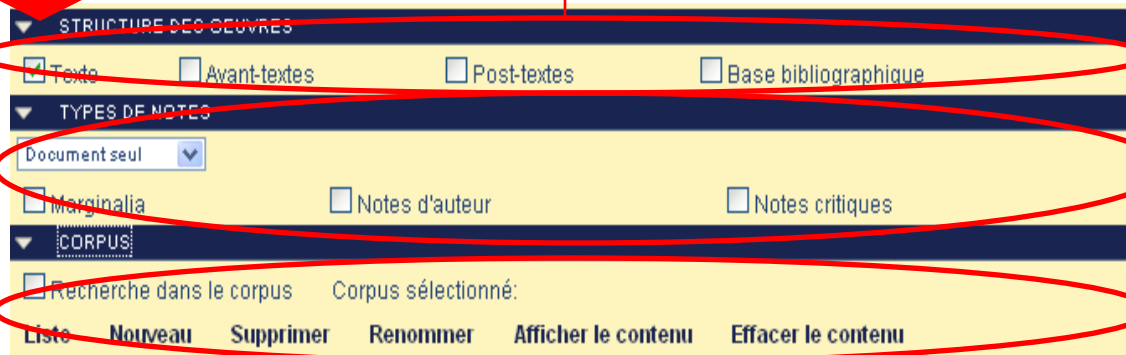 STRUCTURE DES OEUVRES
Texte Avant-textes Post-textes Base bibliographique
TYPES DE NOTES
Document seul
Marginalia Notes d'auteur Notes critiques
CORPUS
Recherche dans le corpus Corpus sélectionné:
Liste Nouveau Supprimer Renommer Afficher le contenu Effacer le contenu